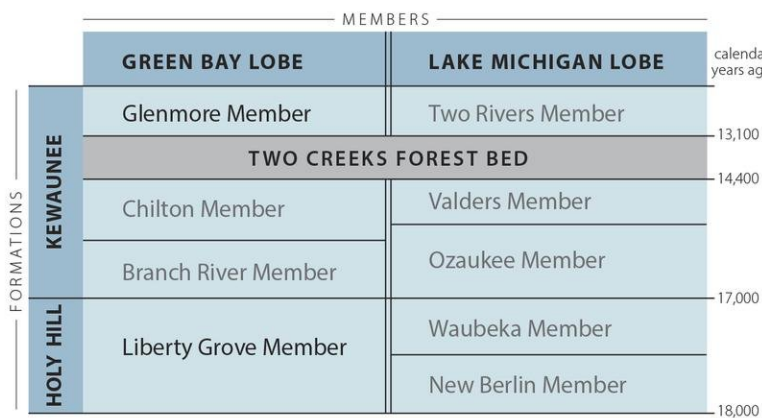 MEMBERS
GREEN BAY LOBE
LAKE MICHIGAN LOBE
calenda
years ag
FORMATIONS
KEWAUNEE
Glenmore Member
Two Rivers Member
13,100
TWO CREEKS FOREST BED
14,400
Chilton Member
Valders Member
Branch River Member
Ozaukee Member
17,000
HOLY HILL
Liberty Grove Member
Waubeka Member
New Berlin Member
18,000